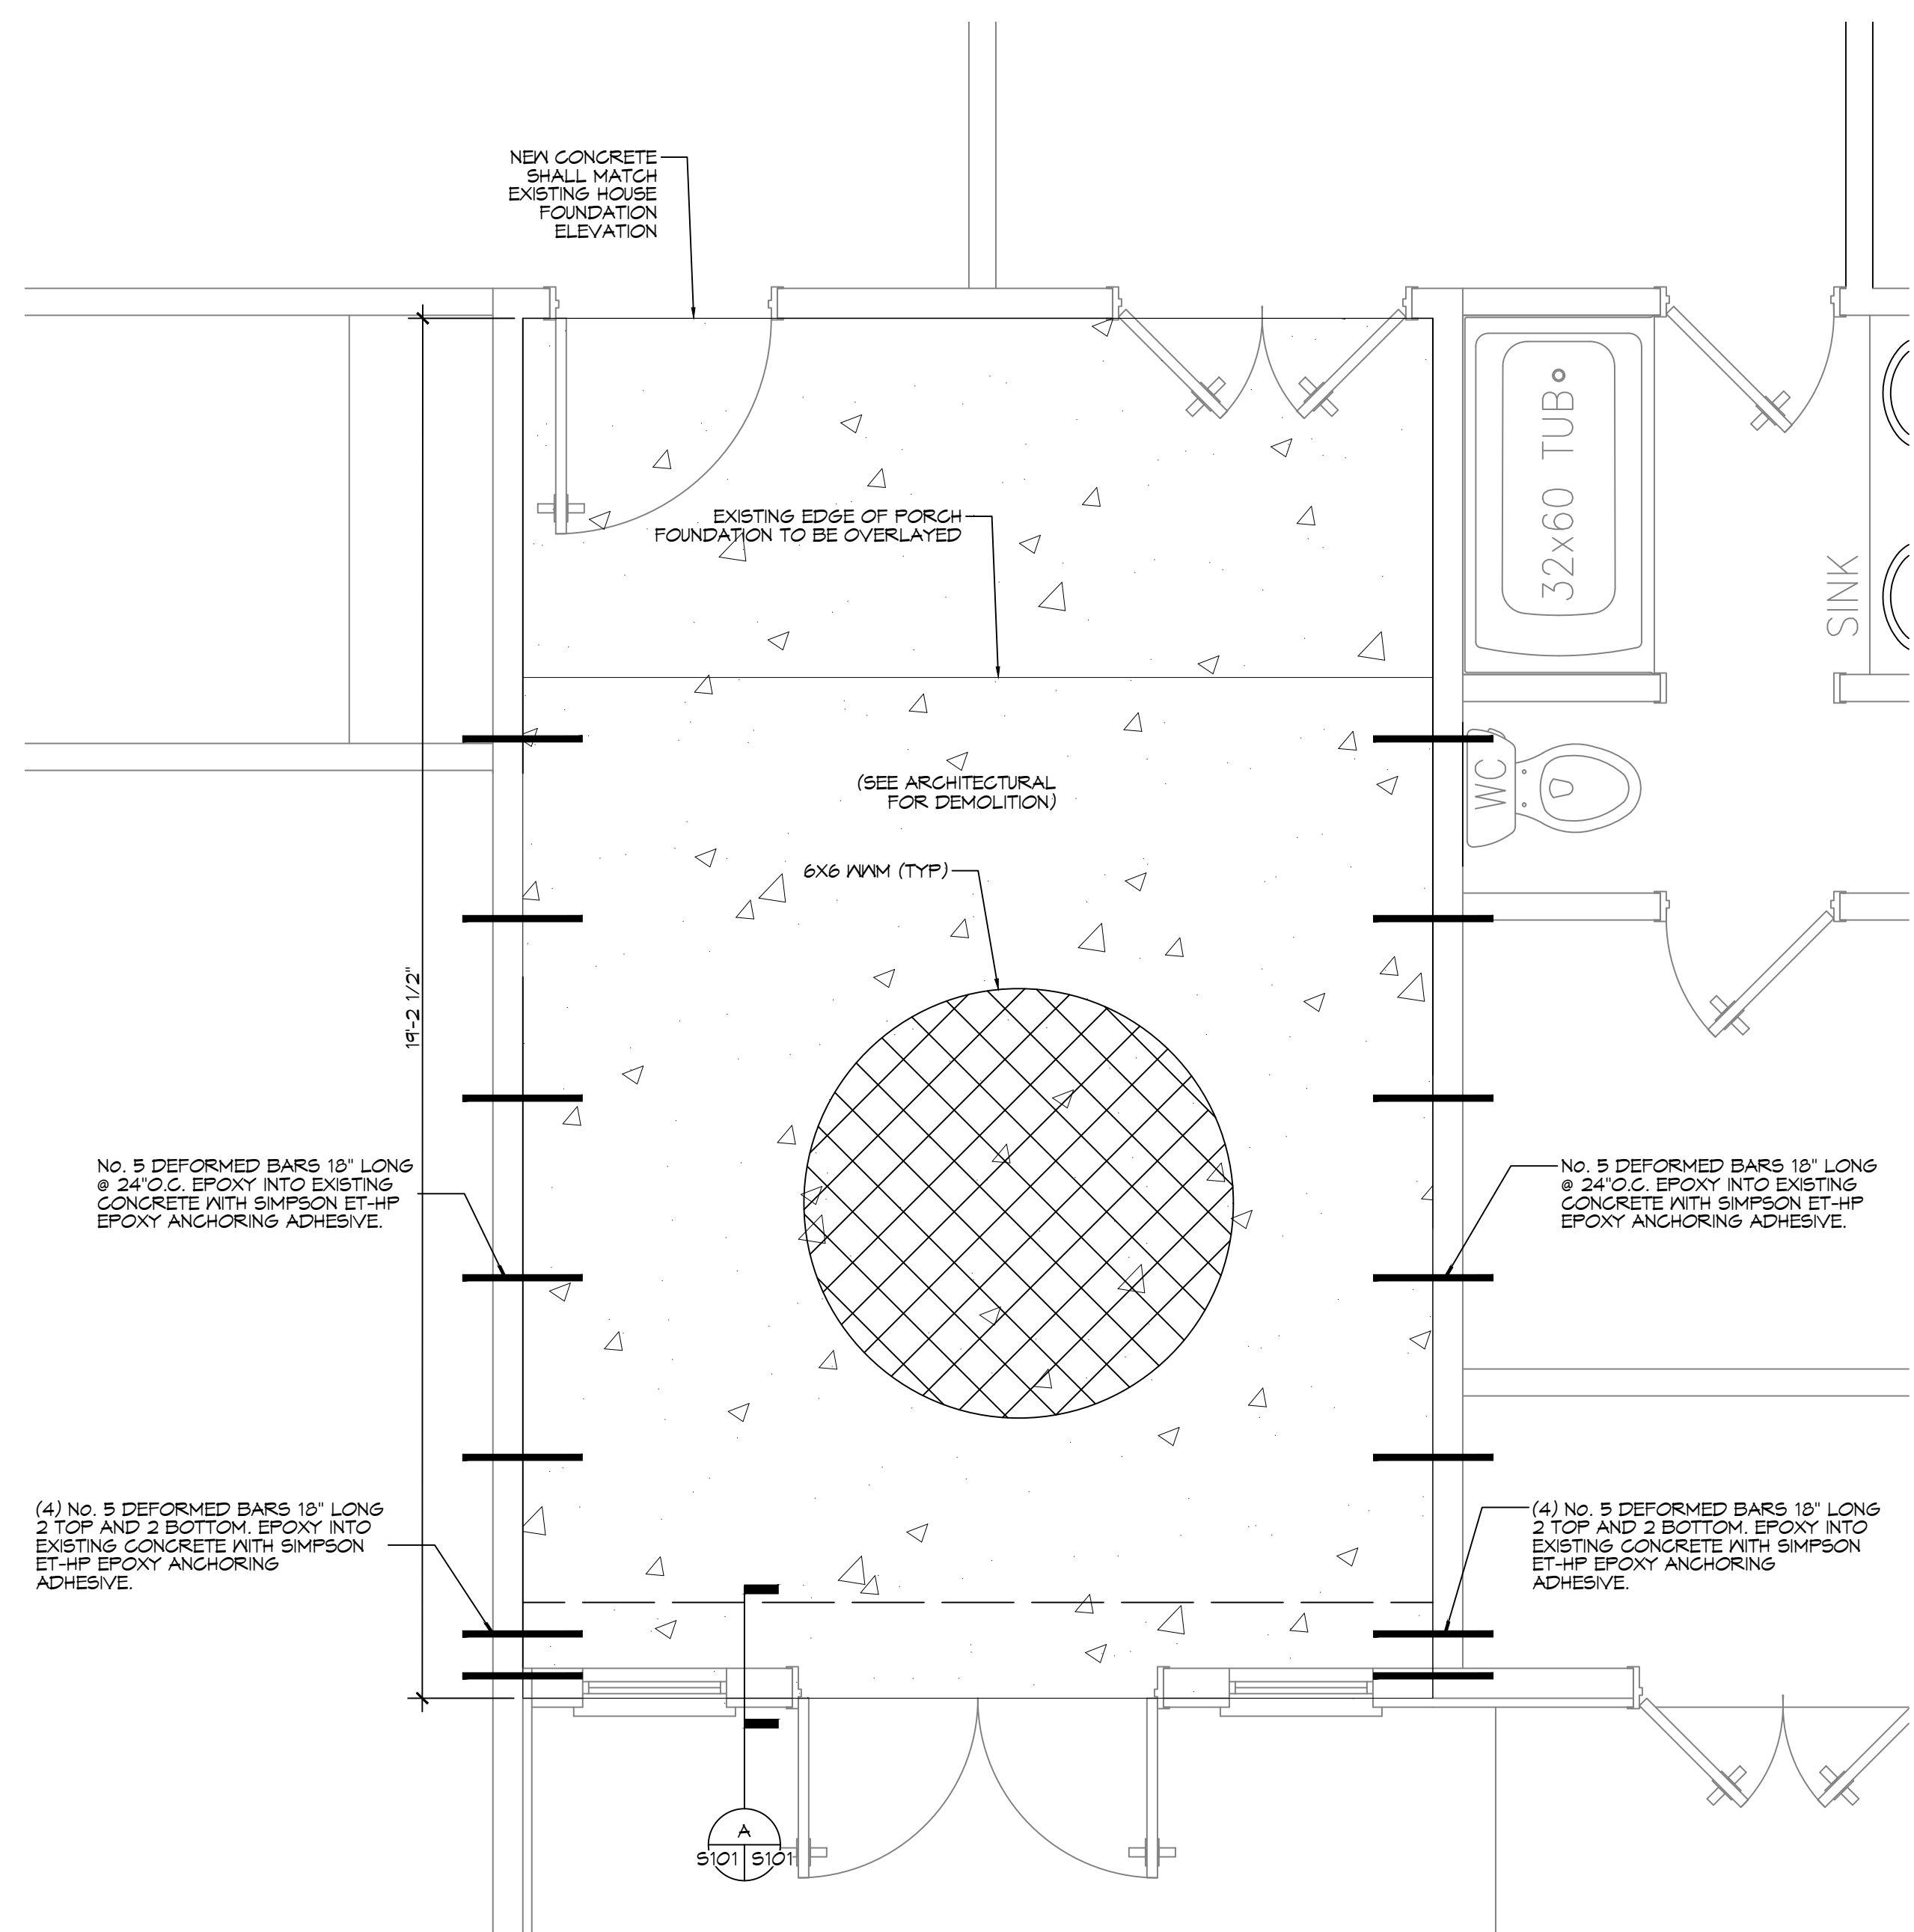 NEW CONCRETE
SHALL MATCH
EXISTING HOUSE
FOUNDATION
ELEVATION
32x60 TUB
EXISTING EDGE OF PORCH
FOUNDATION TO BE OVERLAYED
SINK
WC
(SEE ARCHITECTURAL
FOR DEMOLITION)
6X6 WWM (TYP)
19'-2 1/2"
No. 5 DEFORMED BARS 18" LONG
@ 24"O.C. EPOXY INTO EXISTING
CONCRETE WITH SIMPSON ET-HP
EPOXY ANCHORING ADHESIVE.
No. 5 DEFORMED BARS 18" LONG
@ 24"O.C. EPOXY INTO EXISTING
CONCRETE WITH SIMPSON ET-HP
EPOXY ANCHORING ADHESIVE.
(4) No. 5 DEFORMED BARS 18" LONG
2 TOP AND 2 BOTTOM. EPOXY INTO
EXISTING CONCRETE WITH SIMPSON
ET-HP EPOXY ANCHORING
ADHESIVE.
(4) No. 5 DEFORMED BARS 18" LONG
2 TOP AND 2 BOTTOM. EPOXY INTO
EXISTING CONCRETE WITH SIMPSON
ET-HP EPOXY ANCHORING
ADHESIVE.
A
S101 S101